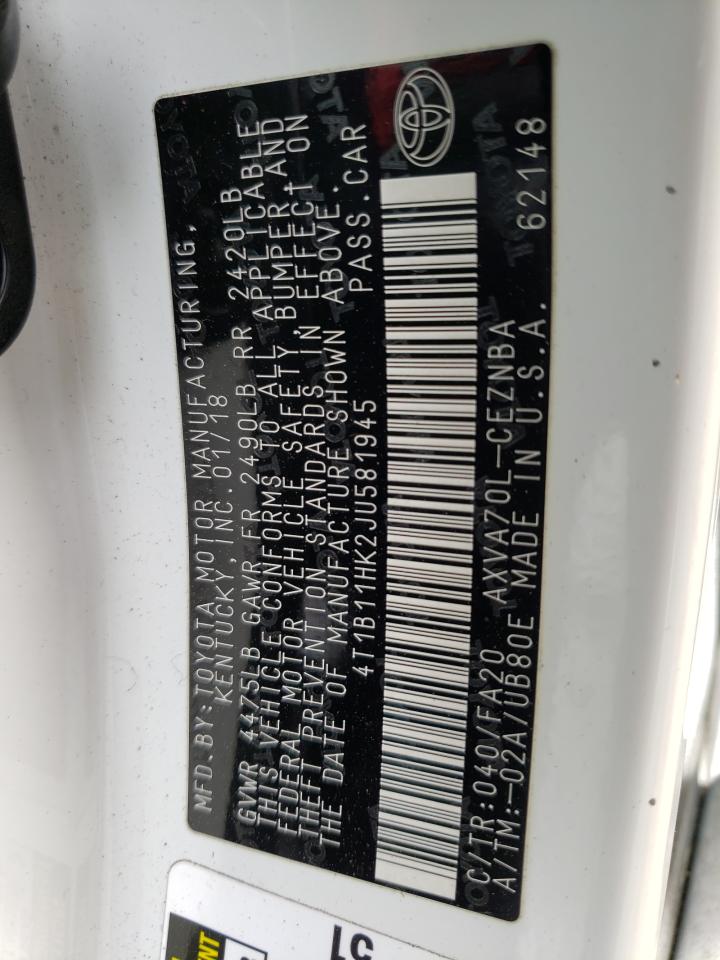 MFD.BY:TOYOTA MOTOR MANUFACTURING,
KENTUCKY, INC. 01/18
GVWR 4475LB GAWR FR 2490LB RR 2420LB
THIS VEHICLE CONFORMS TO ALL APPLICABLE
FEDERAL MOTOR VEHICLE SAFETY, BUMPER, AND
THEFT PREVENTION STANDARDS IN EFFECT ON
THE DATE OF MANUFACTURE SHOWN ABOVE.
4T1B11HK2JU581945 PASS.CAR
C/TR:040/FA20 AXVA70L-CEZNBA
A/TM:-02A/UB80E MADE IN U.S.A. 62148